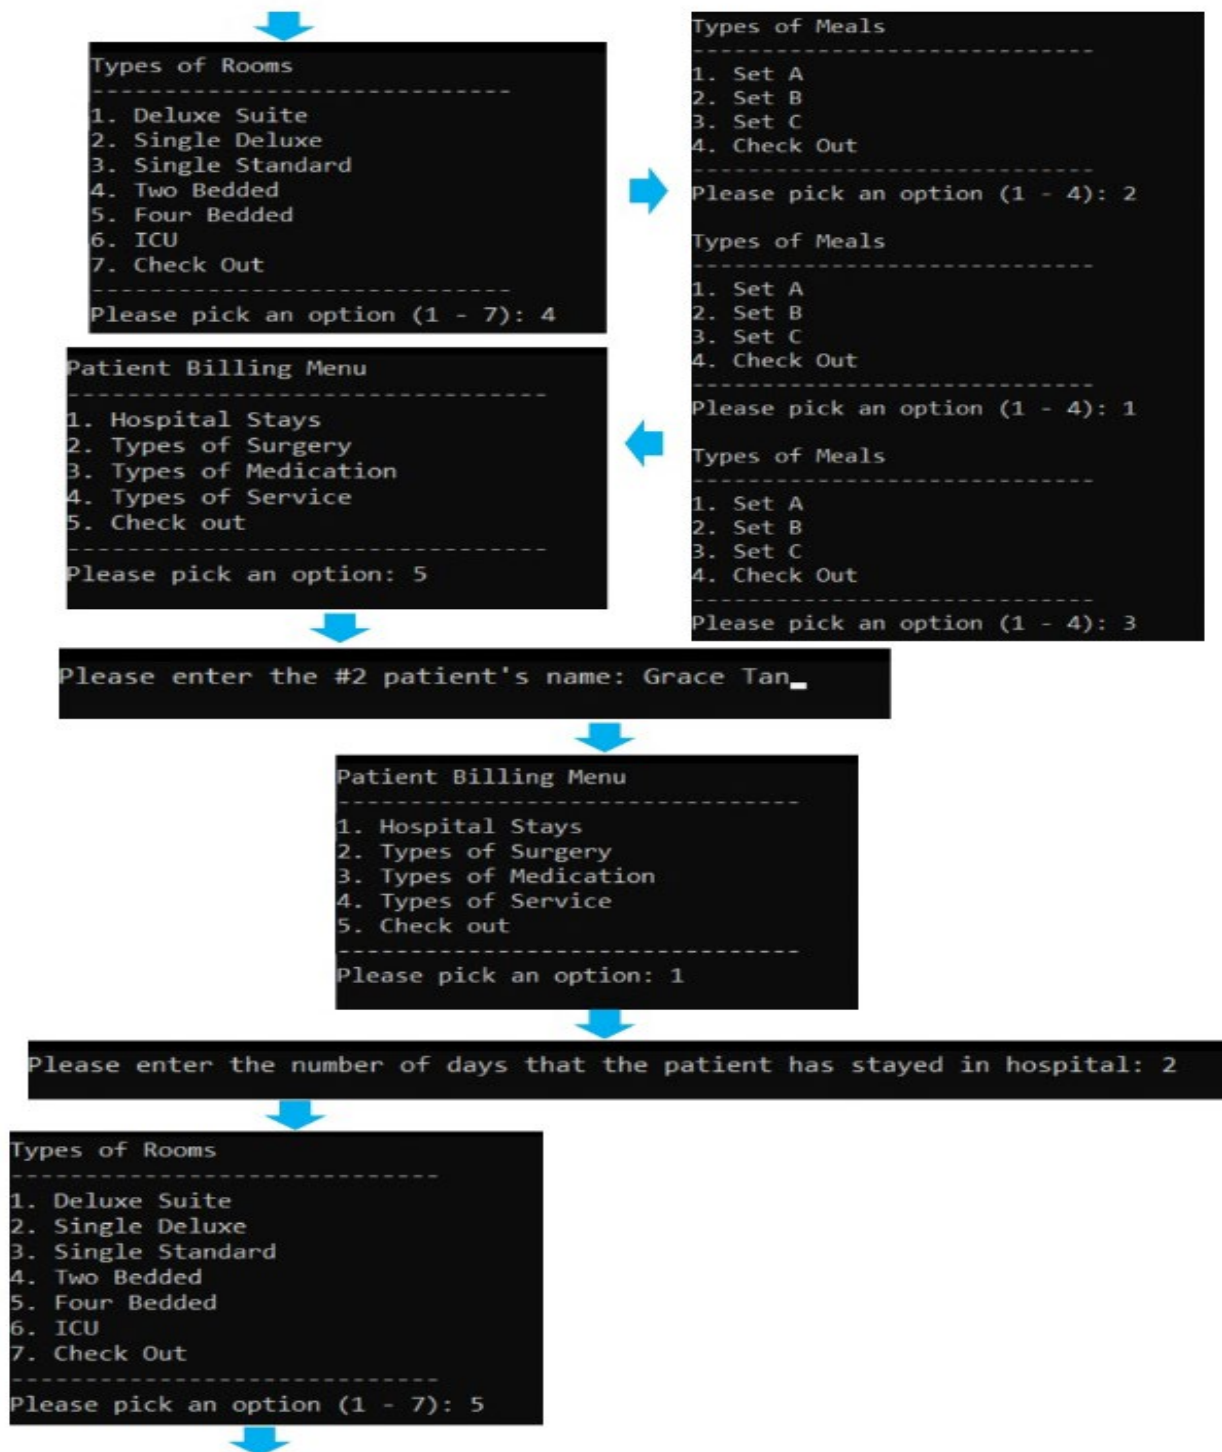 Types of Rooms
-----------------------------
1. Deluxe Suite
2. Single Deluxe
3. Single Standard
4. Two Bedded
5. Four Bedded
6. ICU
7. Check Out
-----------------------------
Please pick an option (1 - 7): 4
Types of Meals
-----------------------------
1. Set A
2. Set B
3. Set C
4. Check Out
-----------------------------
Please pick an option (1 - 4): 2
Types of Meals
-----------------------------
1. Set A
2. Set B
3. Set C
4. Check Out
-----------------------------
Please pick an option (1 - 4): 1
Types of Meals
-----------------------------
1. Set A
2. Set B
3. Set C
4. Check Out
-----------------------------
Please pick an option (1 - 4): 3
Patient Billing Menu
---------------------------------
1. Hospital Stays
2. Types of Surgery
3. Types of Medication
4. Types of Service
5. Check out
---------------------------------
Please pick an option: 5
Please enter the #2 patient's name: Grace Tan_
Patient Billing Menu
---------------------------------
1. Hospital Stays
2. Types of Surgery
3. Types of Medication
4. Types of Service
5. Check out
---------------------------------
Please pick an option: 1
Please enter the number of days that the patient has stayed in hospital: 2
Types of Rooms
-----------------------------
1. Deluxe Suite
2. Single Deluxe
3. Single Standard
4. Two Bedded
5. Four Bedded
6. ICU
7. Check Out
-----------------------------
Please pick an option (1 - 7): 5